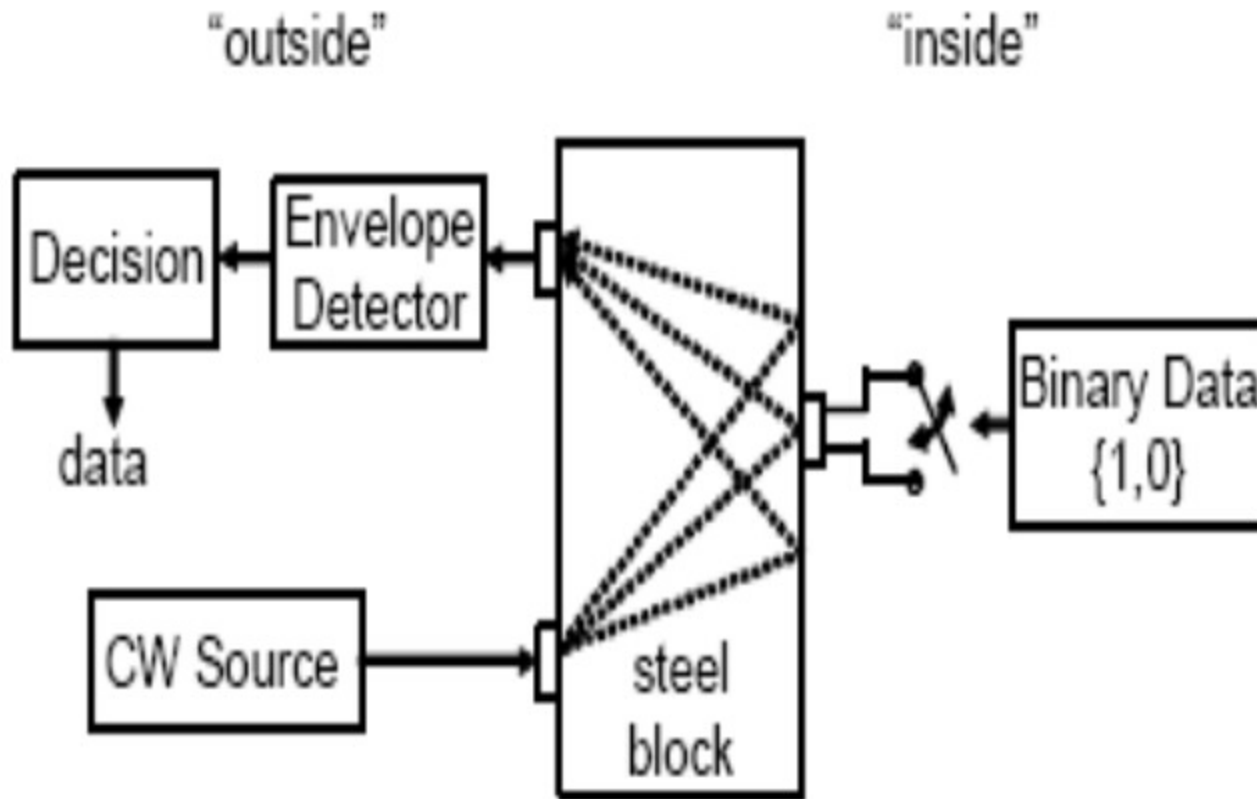 “outside”
“inside”
Decision
Envelope
Detector
Binary Data
{1,0}
data
CW Source
steel
block